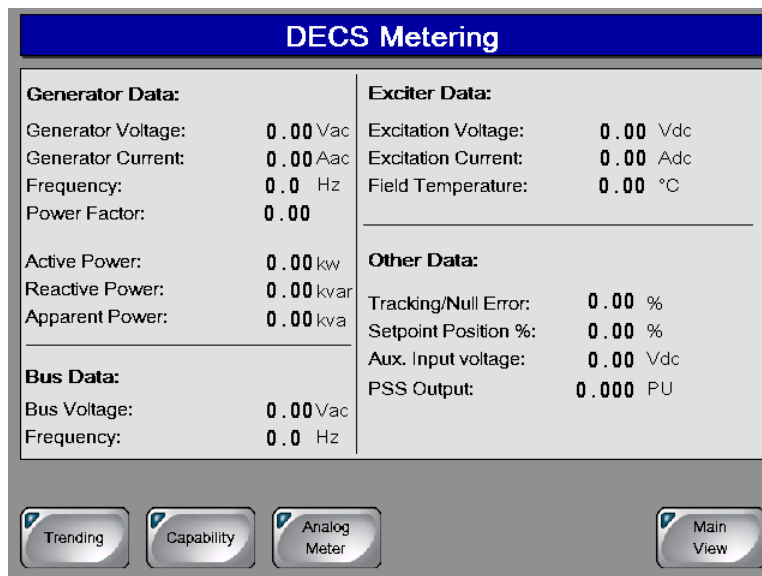 DECS Metering
Generator Data:
Generator Voltage: 0.00 Vac
Generator Current: 0.00 Aac
Frequency: 0.0 Hz
Power Factor: 0.00
Active Power: 0.00 kw
Reactive Power: 0.00 kvar
Apparent Power: 0.00 kva
Bus Data:
Bus Voltage: 0.00 Vac
Frequency: 0.0 Hz
Exciter Data:
Excitation Voltage: 0.00 Vdc
Excitation Current: 0.00 Adc
Field Temperature: 0.00 °C
Other Data:
Tracking/Null Error: 0.00 %
Setpoint Position %: 0.00 %
Aux. Input voltage: 0.00 Vdc
PSS Output: 0.000 PU
Trending
Capability
Analog
Meter
Main
View